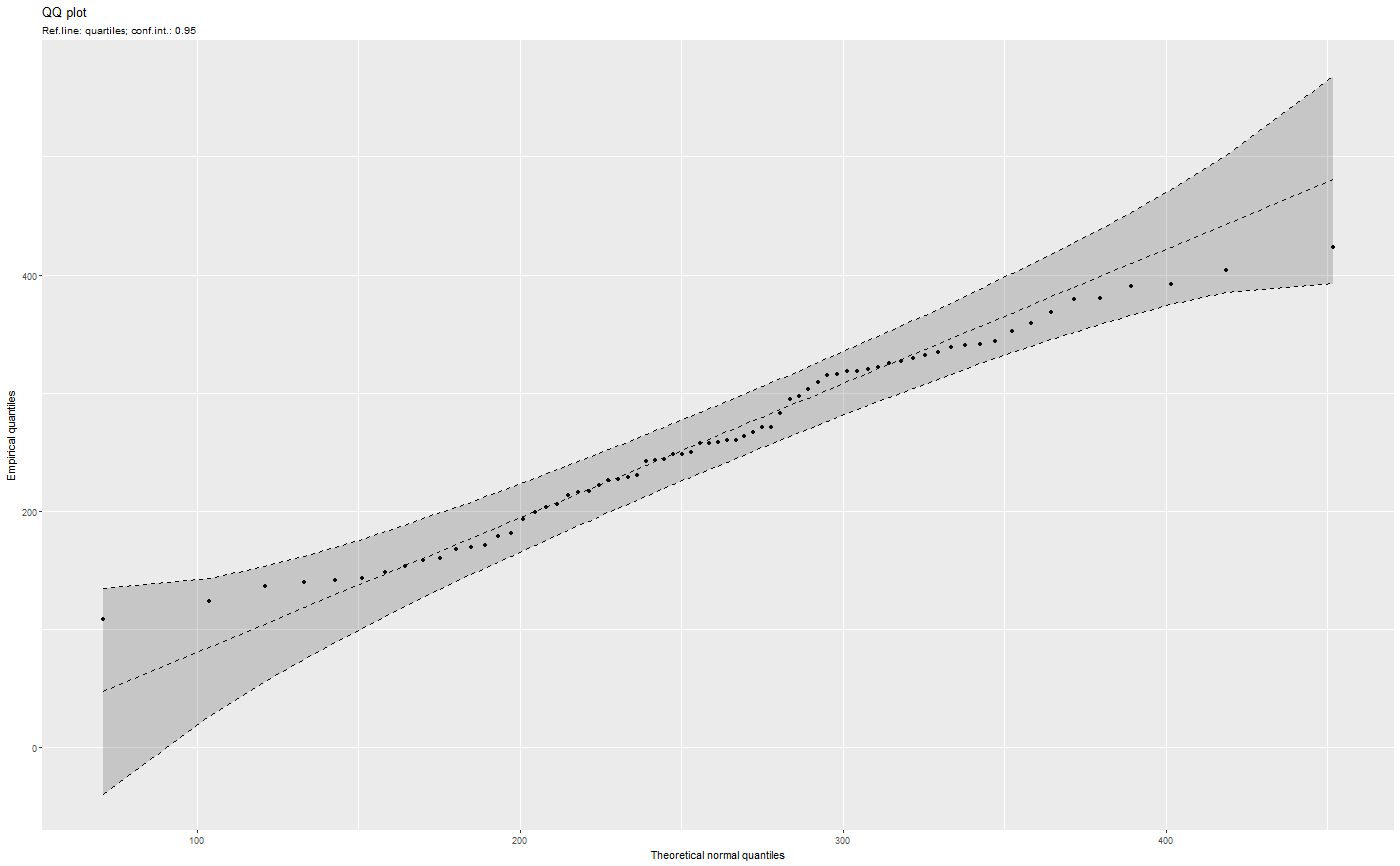 QQ plot
Ref.line: quartiles; conf.int.: 0.95
400
200
0
Empirical quantiles
100
200
300
400
Theoretical normal quantiles